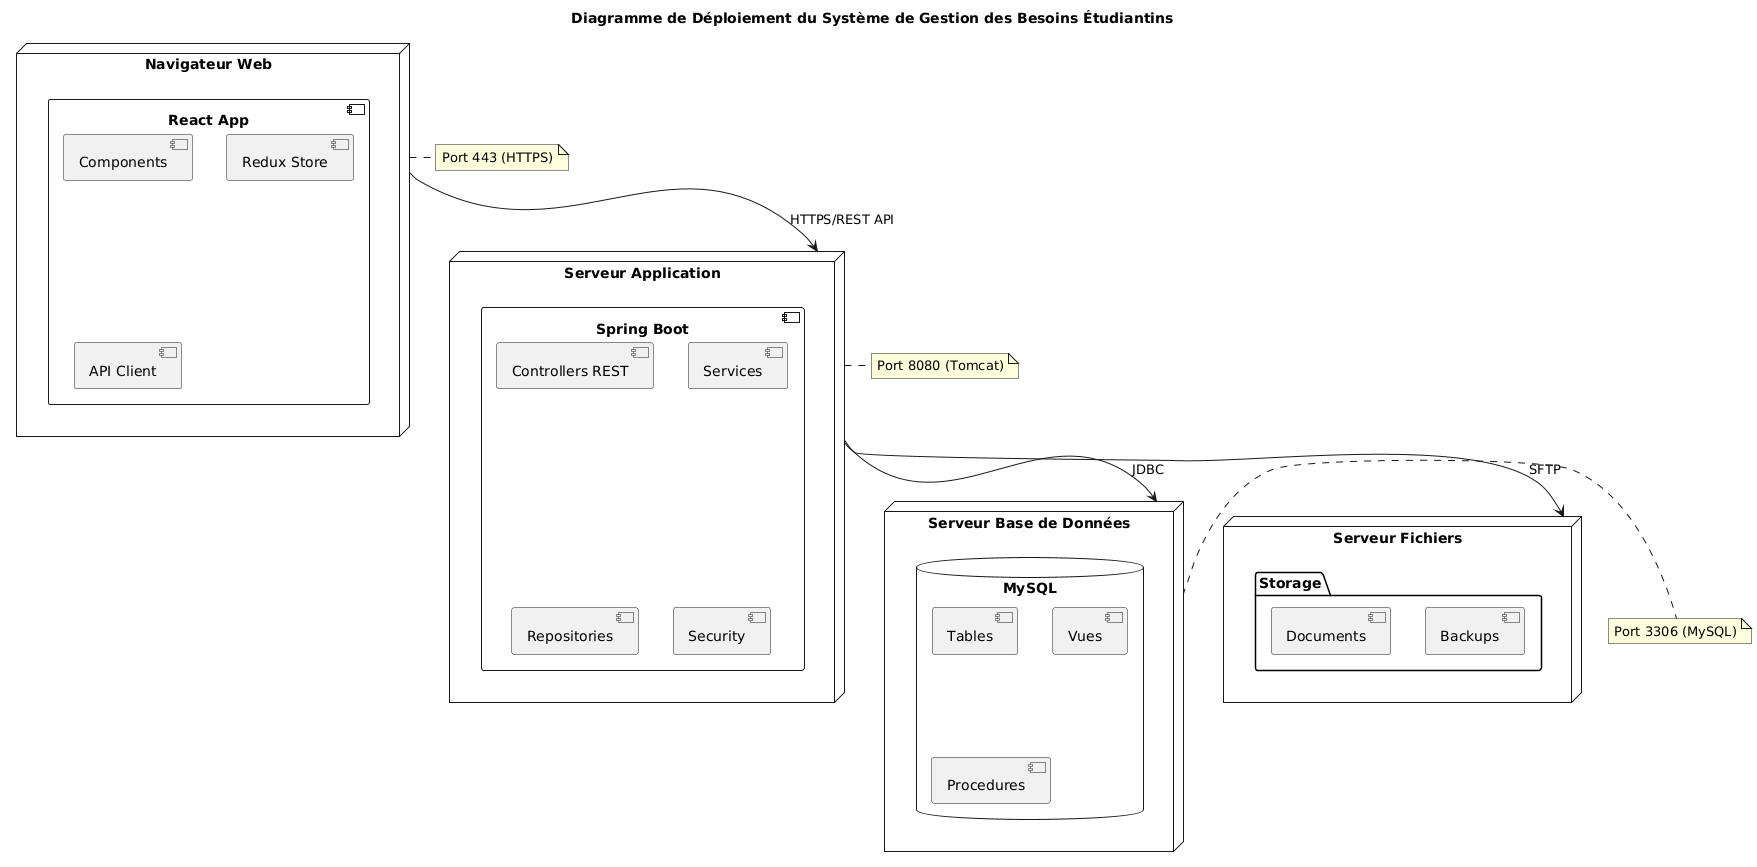 Diagramme de Déploiement du Système de Gestion des Besoins Étudiantins
Navigateur Web
React App
Components
Redux Store
API Client
Port 443 (HTTPS)
HTTPS/REST API
Serveur Application
Spring Boot
Controllers REST
Services
Repositories
Security
Port 8080 (Tomcat)
JDBC
SFTP
Serveur Base de Données
MySQL
Tables
Vues
Procedures
Serveur Fichiers
Storage
Documents
Backups
Port 3306 (MySQL)